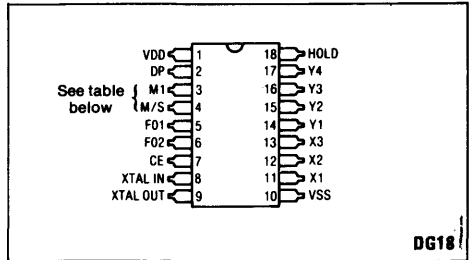 VDD 1 18 HOLD
DP 2 17 Y4
See table below { M1 3 16 Y3
M/S 4 15 Y2
FO1 5 14 Y1
FO2 6 13 X3
CE 7 12 X2
XTAL IN 8 11 X1
XTAL OUT 9 10 VSS
DG18